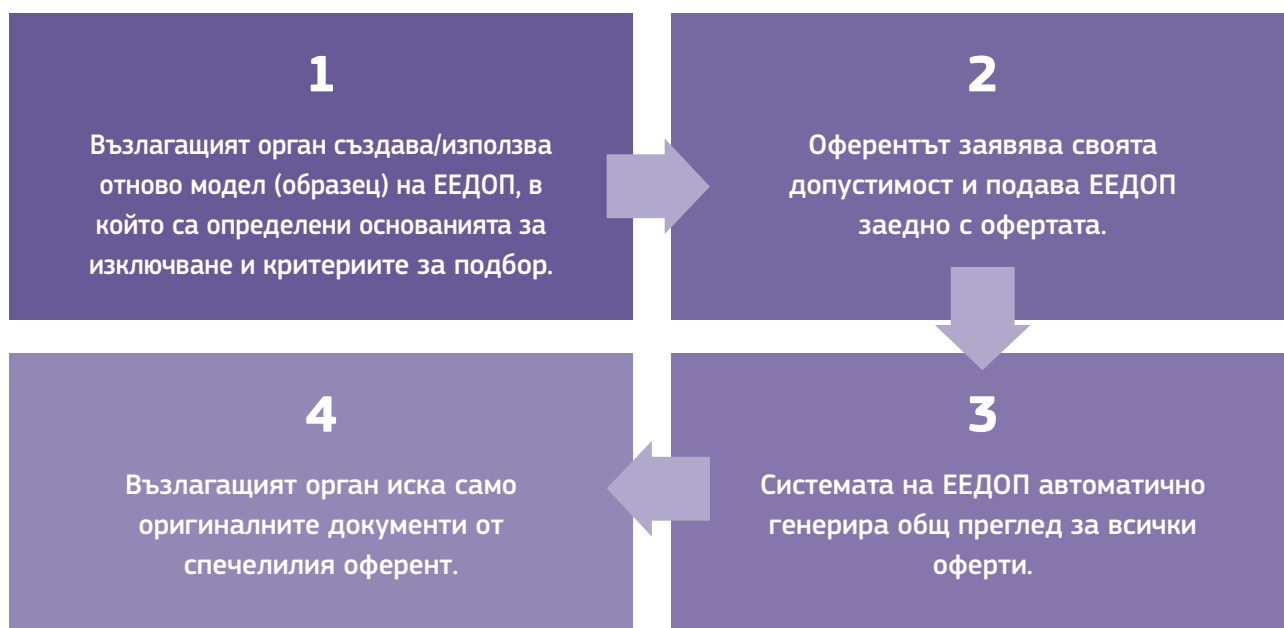 1
Възлагащият орган създава/използва
отново модел (образец) на ЕЕДОП, в
който са определени основанията за
изключване и критериите за подбор.
2
Оферентът заявява своята
допустимост и подава ЕЕДОП
заедно с офертата.
3
Системата на ЕЕДОП автоматично
генерира общ преглед за всички
оферти.
4
Възлагащият орган иска само
оригиналните документи от
спечелилия оферент.